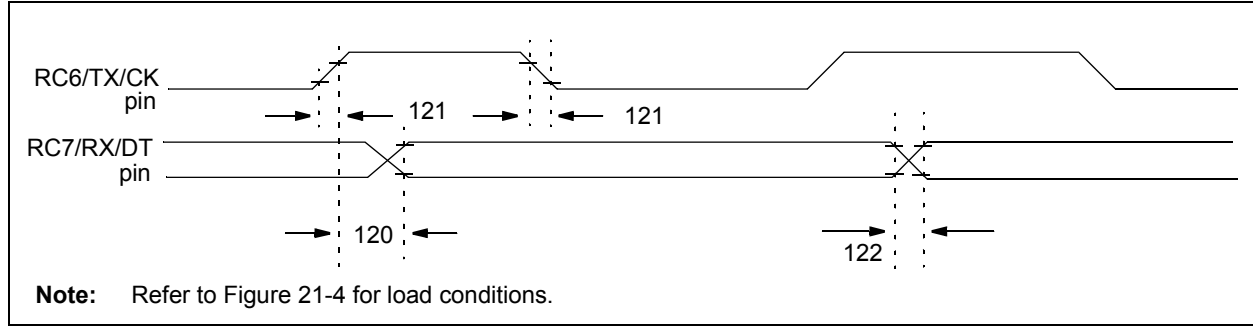 RC6/TX/CK
pin
121
121
RC7/RX/DT
pin
120
122
Note: Refer to Figure 21-4 for load conditions.